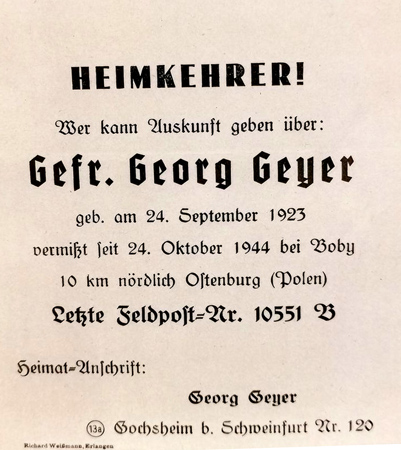 HEIMKEHRER!
Wer kann Auskunft geben über:
Gefr. Georg Geyer
geb. am 24. September 1923
vermißt seit 24. Oktober 1944 bei Boby
10 km nördlich Ostenburg (Polen)
Letzte Feldpost=Nr. 10551 B
Heimat=Anschrift:
Georg Geyer
13a Gochsheim b. Schweinfurt Nr. 120
Richard Weißmann, Erlangen